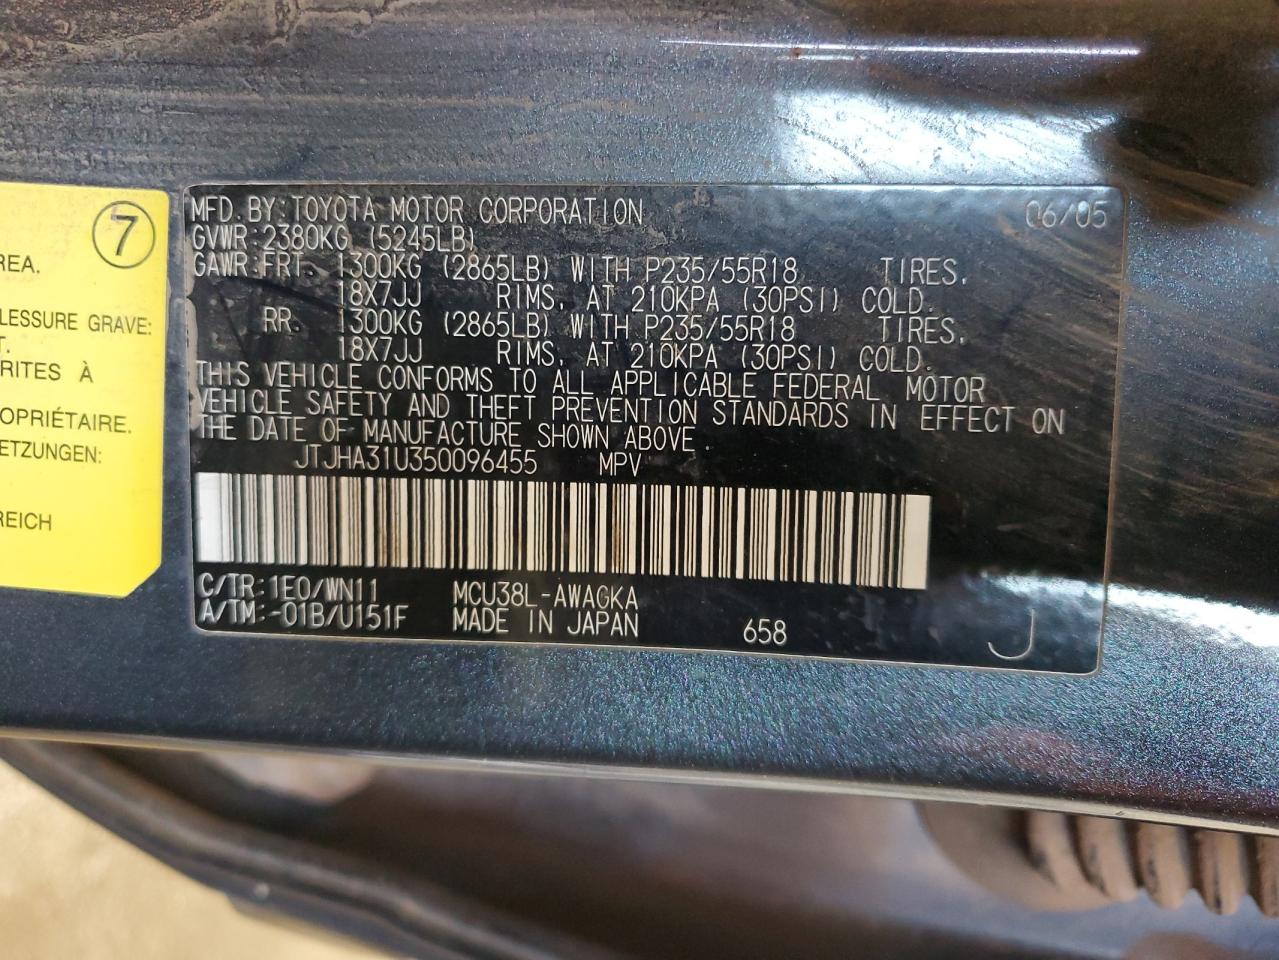 7
REA.
LESSURE GRAVE:
T.
RITES À
OPRIÉTAIRE.
ETZUNGEN:
REICH
MFD. BY: TOYOTA MOTOR CORPORATION 06/05
GVWR: 2380KG (5245LB)
GAWR: FRT. 1300KG (2865LB) WITH P235/55R18 TIRES.
18X7JJ RIMS, AT 210KPA (30PSI) COLD.
RR. 1300KG (2865LB) WITH P235/55R18 TIRES.
18X7JJ RIMS, AT 210KPA (30PSI) COLD.
THIS VEHICLE CONFORMS TO ALL APPLICABLE FEDERAL MOTOR
VEHICLE SAFETY AND THEFT PREVENTION STANDARDS IN EFFECT ON
THE DATE OF MANUFACTURE SHOWN ABOVE.
JTJHA31U350096455 MPV
C/TR: 1E0/WN11 MCU38L-AWAGKA
A/TM: -01B/U151F MADE IN JAPAN 658 J